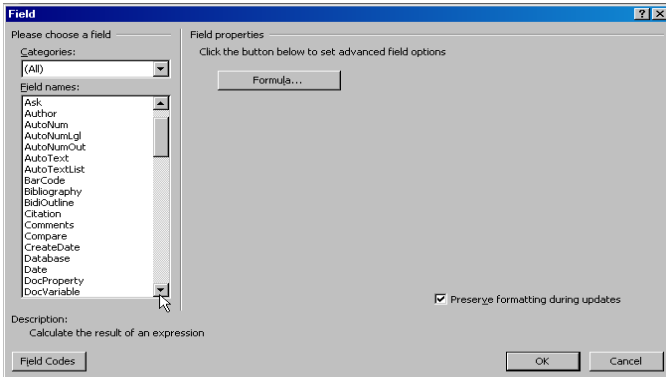 Field
Please choose a field
Categories:
(All)
Field names:
Ask
Author
AutoNum
AutoNumLgl
AutoNumOut
AutoText
AutoTextList
BarCode
Bibliography
BidiOutline
Citation
Comments
Compare
CreateDate
Database
Date
DocProperty
DocVariable
Field properties
Click the button below to set advanced field options
Formula...
Preserve formatting during updates
Description:
Calculate the result of an expression
Field Codes
OK
Cancel